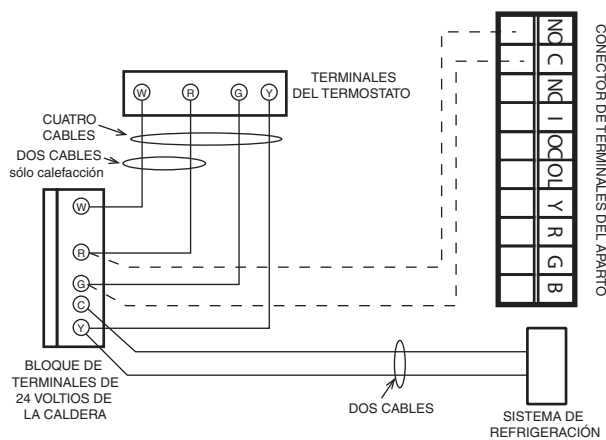 TERMINALES
DEL TERMOSTATO
W R G Y
CUATRO
CABLES
DOS CABLES
sólo calefacción
W
R
G
C
Y
BLOQUE DE
TERMINALES DE
24 VOLTIOS DE
LA CALDERA
DOS CABLES
SISTEMA DE
REFRIGERACIÓN
NO
C
NC
I
OC
OL
Y
R
G
B
CONECTOR DE TERMINALES DEL APARTO